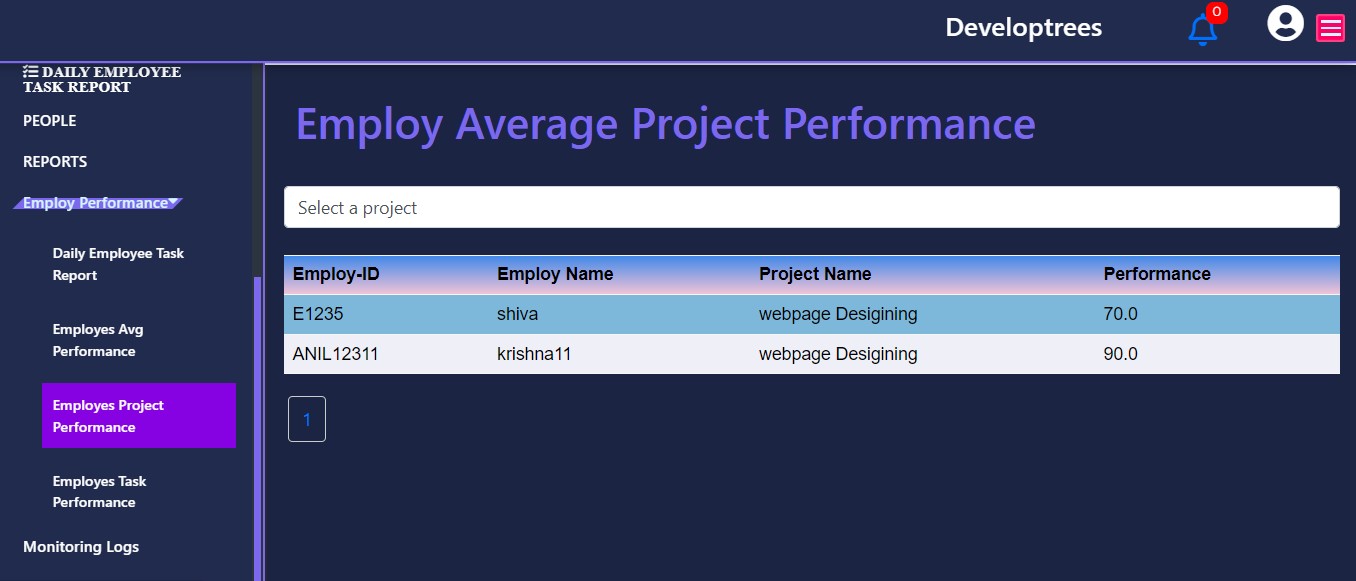 Developtrees
0
DAILY EMPLOYEE
TASK REPORT
PEOPLE
REPORTS
Employ Performance
Daily Employee Task
Report
Employes Avg
Performance
Employes Project
Performance
Employes Task
Performance
Monitoring Logs
Employ Average Project Performance
Select a project
Employ-ID Employ Name Project Name Performance
E1235 shiva webpage Desigining 70.0
ANIL12311 krishna11 webpage Desigining 90.0
1